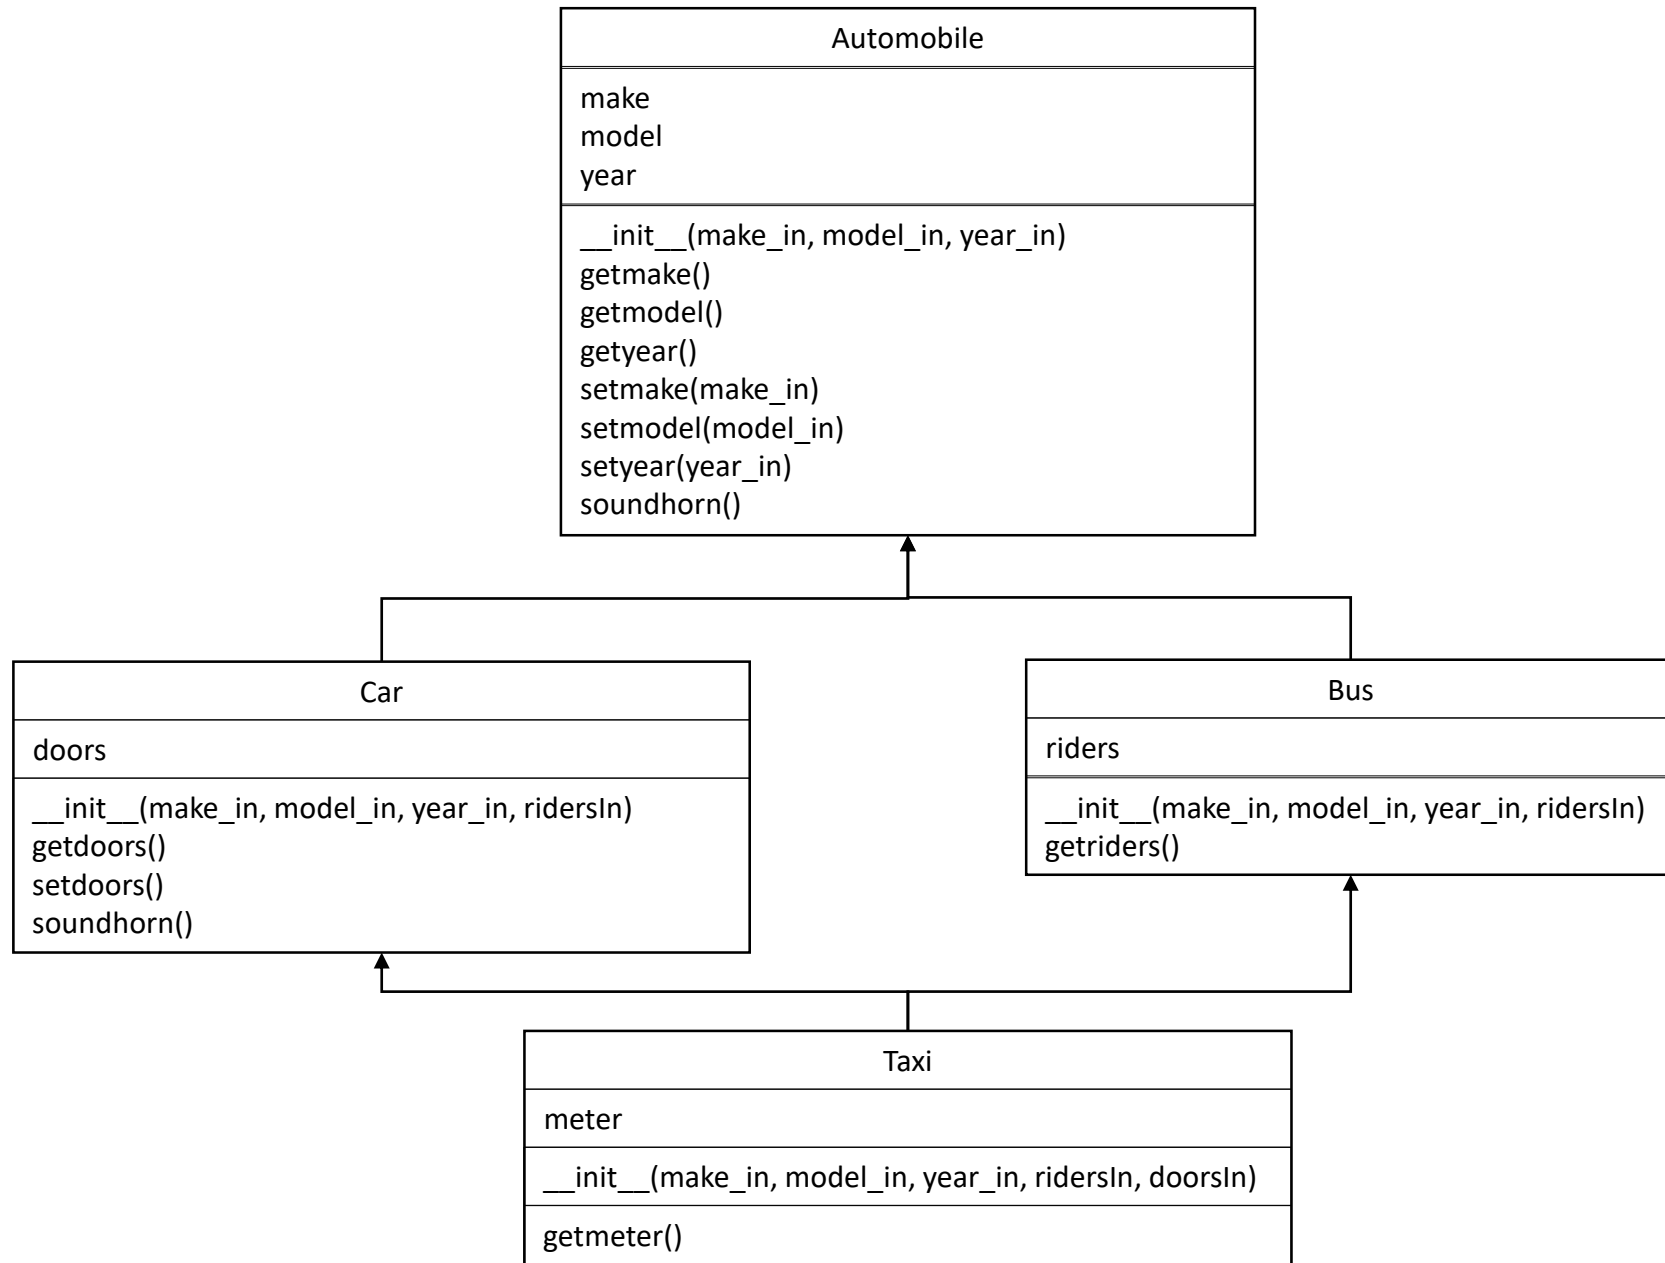 Automobile
make
model
year
__init__(make_in, model_in, year_in)
getmake()
getmodel()
getyear()
setmake(make_in)
setmodel(model_in)
setyear(year_in)
soundhorn()
Car
doors
__init__(make_in, model_in, year_in, ridersIn)
getdoors()
setdoors()
soundhorn()
Bus
riders
__init__(make_in, model_in, year_in, ridersIn)
getriders()
Taxi
meter
__init__(make_in, model_in, year_in, ridersIn, doorsIn)
getmeter()